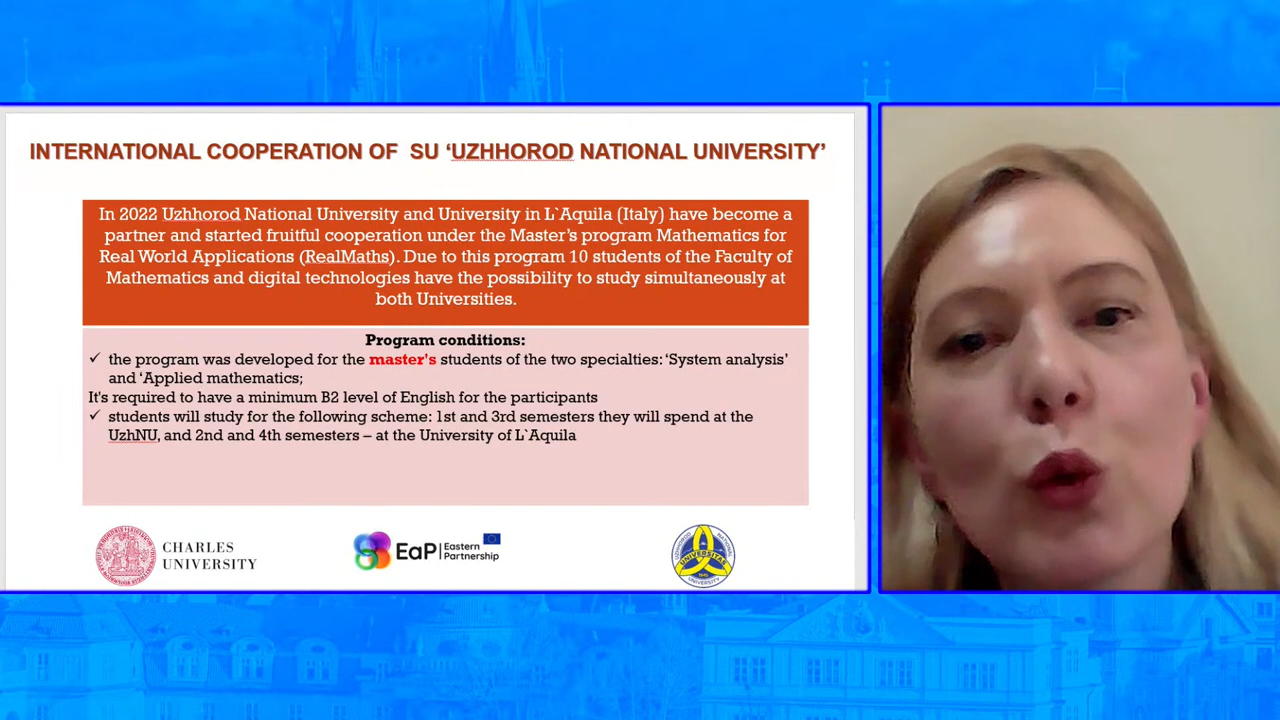 INTERNATIONAL COOPERATION OF SU ‘UZHHOROD NATIONAL UNIVERSITY’
In 2022 Uzhhorod National University and University in L`Aquila (Italy) have become a
partner and started fruitful cooperation under the Master’s program Mathematics for
Real World Applications (RealMaths). Due to this program 10 students of the Faculty of
Mathematics and digital technologies have the possibility to study simultaneously at
both Universities.
Program conditions:
✓ the program was developed for the master's students of the two specialties: ‘System analysis’
and ‘Applied mathematics;
It's required to have a minimum B2 level of English for the participants
✓ students will study for the following scheme: 1st and 3rd semesters they will spend at the
UzhNU, and 2nd and 4th semesters – at the University of L`Aquila
CHARLES
UNIVERSITY
EaP
Eastern
Partnership
UZHHOROD NATIONAL
UNIVERSITAS
1945
UNIVERSITY